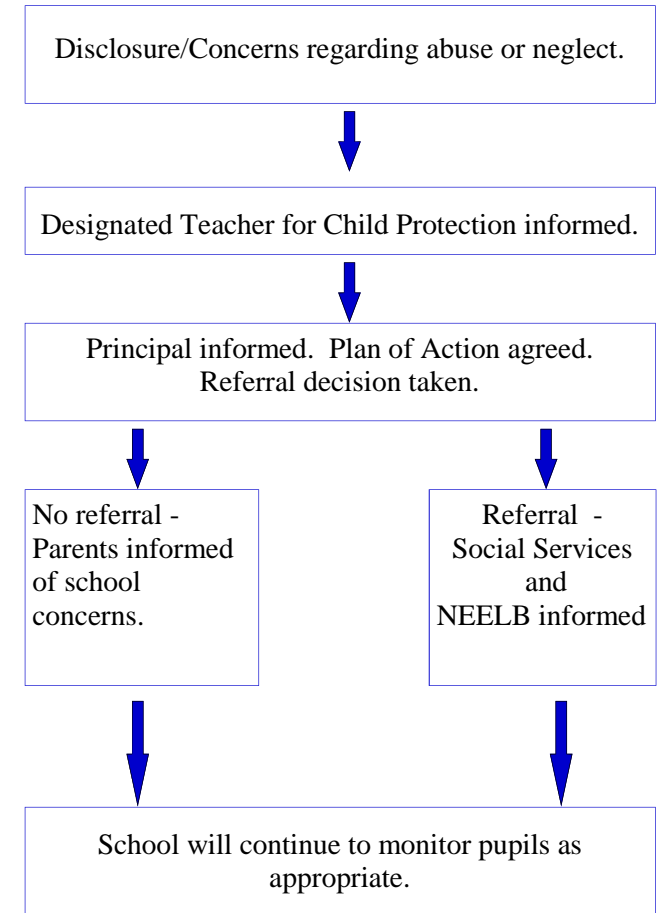 Disclosure/Concerns regarding abuse or neglect.
Designated Teacher for Child Protection informed.
Principal informed.  Plan of Action agreed.
Referral decision taken.
No referral -
Parents informed
of school
concerns.
Referral  -
Social Services
and
NEELB informed
School will continue to monitor pupils as
appropriate.